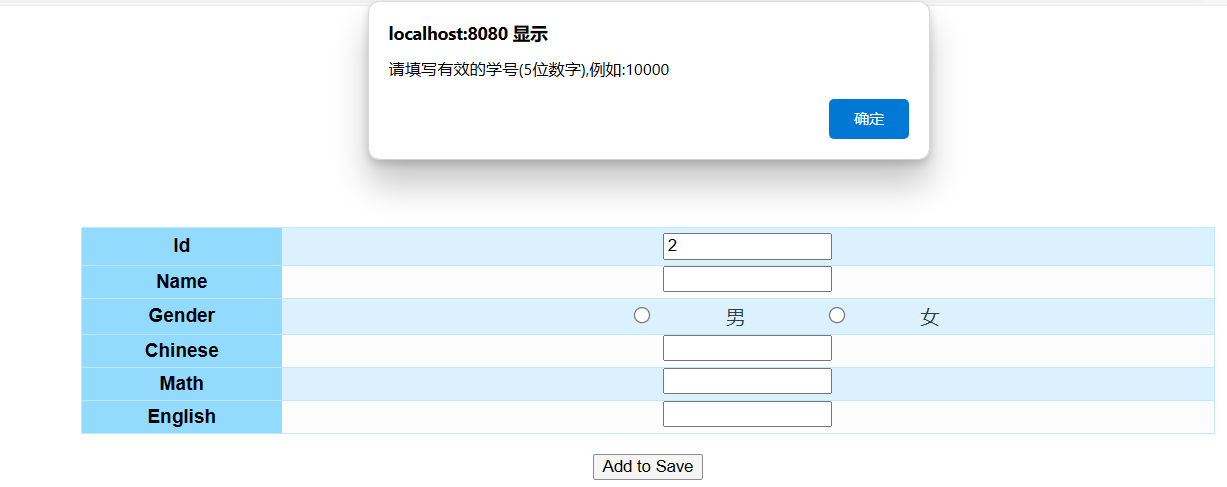 localhost:8080 显示
请填写有效的学号(5位数字),例如:10000
确定
Id 2
Name
Gender 男 女
Chinese
Math
English
Add to Save